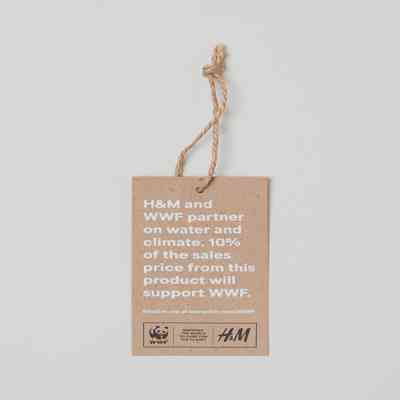 H&M and
WWF partner
on water and
climate. 10%
of the sales
price from this
product will
support WWF.
WWF
H&M